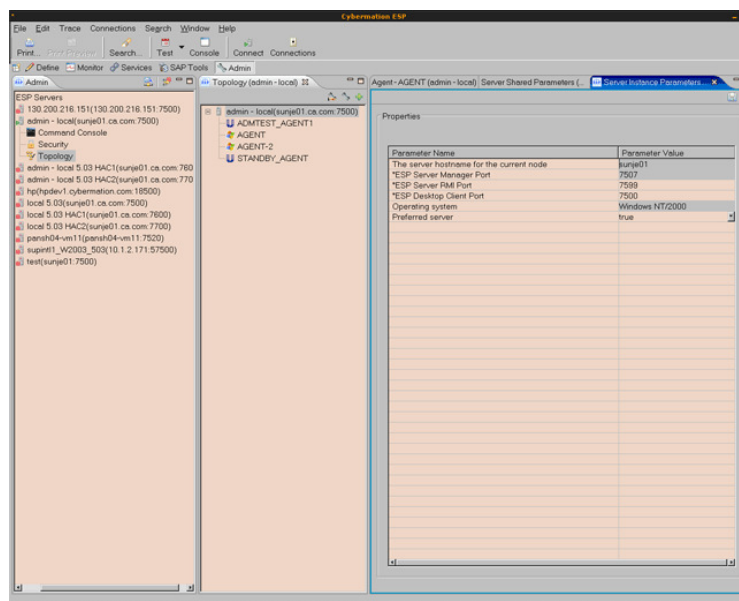 Cybermation ESP
File Edit Trace Connections Search Window Help
Print... Print Preview Search... Test Console Connect Connections
Define Monitor Services SAP Tools Admin
Admin
ESP Servers
130.200.216.151(130.200.216.151:7500)
admin - local(sunje01.ca.com:7500)
Command Console
Security
Topology
admin - local 5.03 HAC1(sunje01.ca.com:760
admin - local 5.03 HAC2(sunje01.ca.com:770
hp(hpdev1.cybermation.com:18500)
local 5.03(sunje01.ca.com:7500)
local 5.03 HAC1(sunje01.ca.com:7600)
local 5.03 HAC2(sunje01.ca.com:7700)
pansh04-vm11(pansh04-vm11:7520)
supintl1_W2003_503(10.1.2.171:57500)
test(sunje01:7500)
Topology (admin - local)
admin - local(sunje01.ca.com:7500)
ADMTEST_AGENT1
AGENT
AGENT-2
STANDBY_AGENT
Agent - AGENT (admin - local) Server Shared Parameters (... Server Instance Parameters...
Properties
Parameter Name Parameter Value
The server hostname for the current node sunje01
*ESP Server Manager Port 7507
*ESP Server RMI Port 7599
*ESP Desktop Client Port 7500
Operating system Windows NT/2000
Preferred server true